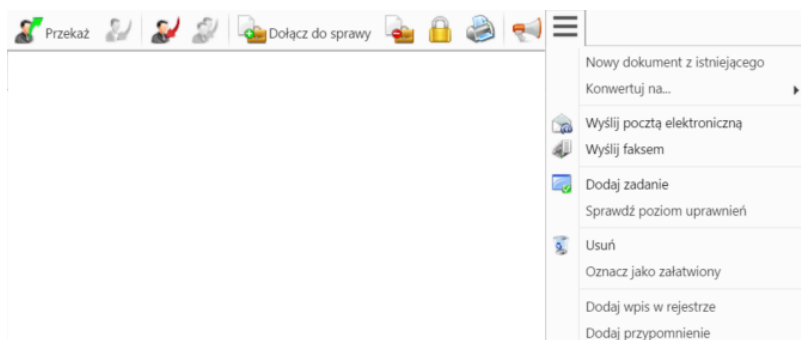 Przekaż
Dołącz do sprawy
Nowy dokument z istniejącego
Konwertuj na...
Wyślij pocztą elektroniczną
Wyślij faksem
Dodaj zadanie
Sprawdź poziom uprawnień
Usuń
Oznacz jako załatwiony
Dodaj wpis w rejestrze
Dodaj przypomnienie